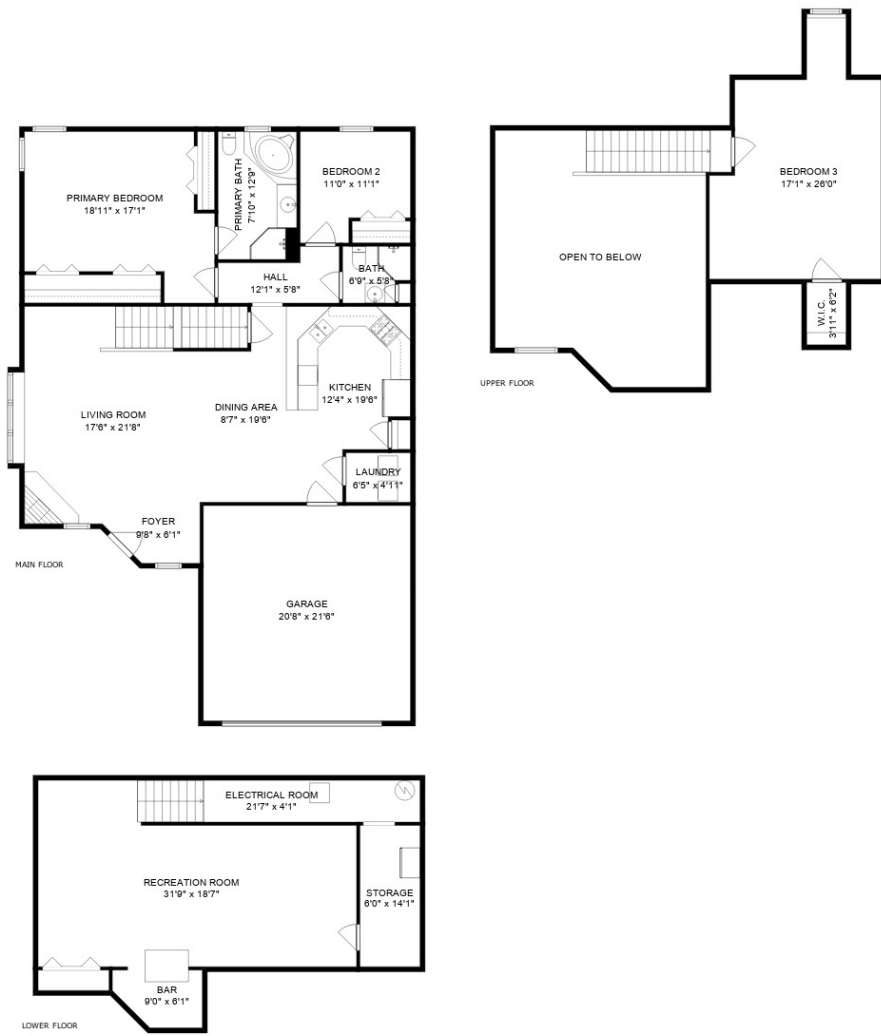 PRIMARY BEDROOM
18'11" x 17'1"
PRIMARY BATH
7'10" x 12'9"
BEDROOM 2
11'0" x 11'1"
HALL
12'1" x 5'8"
BATH
6'9" x 5'8"
LIVING ROOM
17'6" x 21'8"
DINING AREA
8'7" x 19'6"
KITCHEN
12'4" x 19'6"
LAUNDRY
6'5" x 4'11"
FOYER
9'8" x 6'1"
MAIN FLOOR
GARAGE
20'8" x 21'6"
BEDROOM 3
17'1" x 26'0"
OPEN TO BELOW
W.I.C.
3'11" x 6'2"
UPPER FLOOR
ELECTRICAL ROOM
21'7" x 4'1"
RECREATION ROOM
31'9" x 18'7"
STORAGE
6'0" x 14'1"
BAR
9'0" x 6'1"
LOWER FLOOR